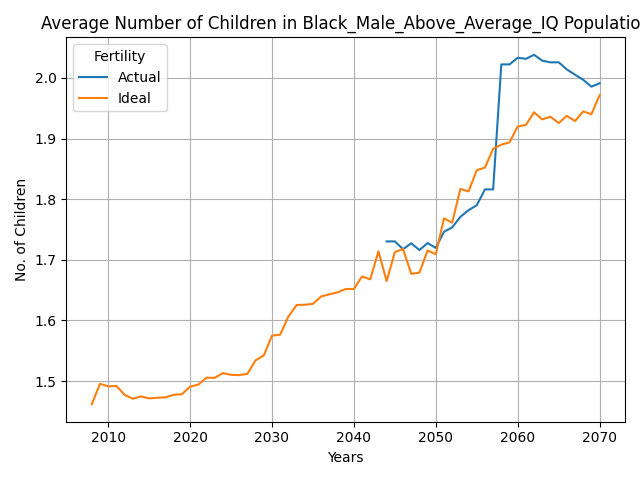 Average Number of Children in Black_Male_Above_Average_IQ Populatio
Fertility
Actual
Ideal
2.0
1.9
1.8
1.7
1.6
1.5
No. of Children
2010 2020 2030 2040 2050 2060 2070
Years